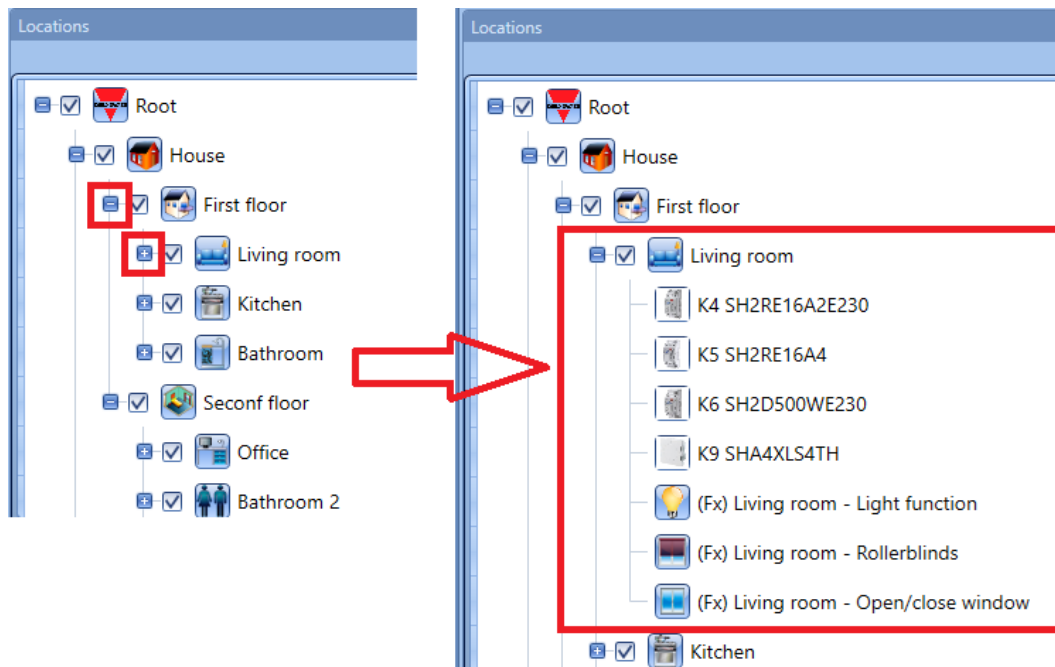 Locations
Root
House
First floor
Living room
Kitchen
Bathroom
Seconf floor
Office
Bathroom 2
Locations
Root
House
First floor
Living room
K4 SH2RE16A2E230
K5 SH2RE16A4
K6 SH2D500WE230
K9 SHA4XLS4TH
(Fx) Living room - Light function
(Fx) Living room - Rollerblinds
(Fx) Living room - Open/close window
Kitchen